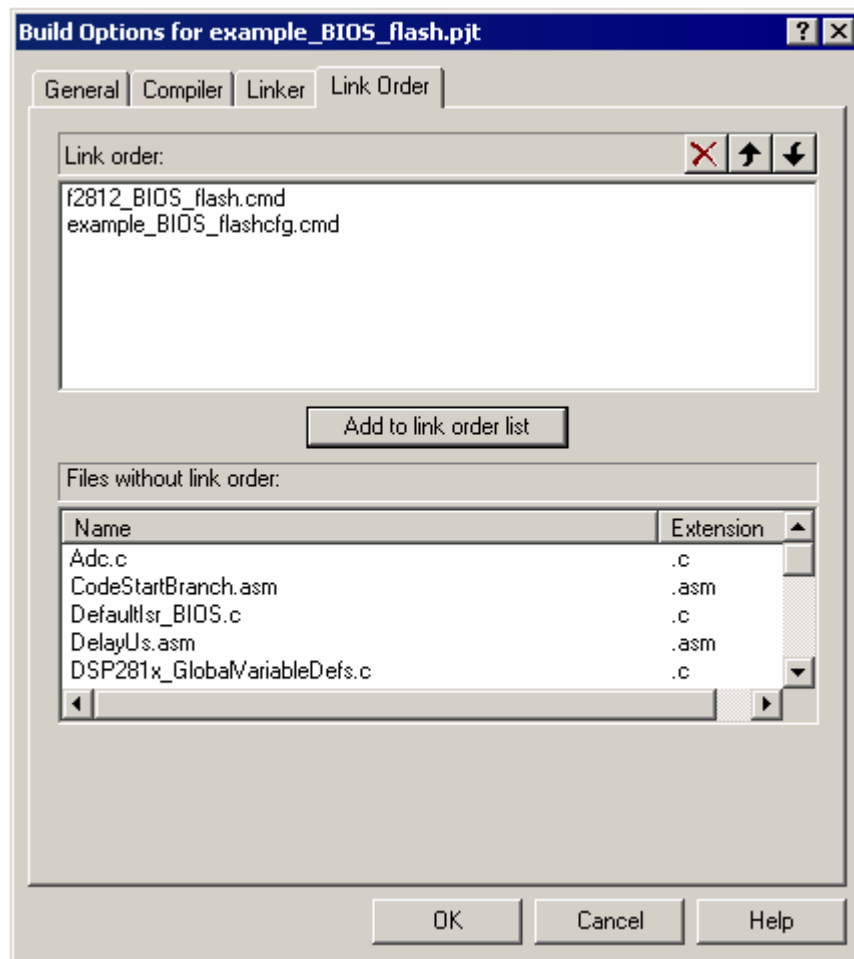 Build Options for example_BIOS_flash.pjt
General Compiler Linker Link Order
Link order:
f2812_BIOS_flash.cmd
example_BIOS_flashcfg.cmd
Add to link order list
Files without link order:
Name Extension
Adc.c .c
CodeStartBranch.asm .asm
DefaultIsr_BIOS.c .c
DelayUs.asm .asm
DSP281x_GlobalVariableDefs.c .c
OK Cancel Help